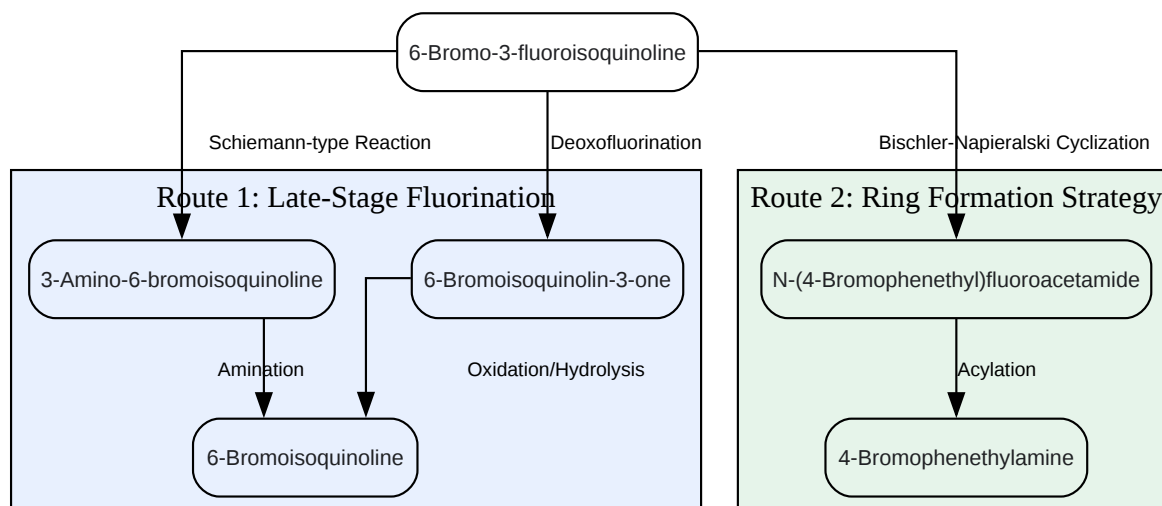 6-Bromo-3-fluoroisoquinoline
Schiemann-type Reaction
Deoxofluorination
Bischler-Napieralski Cyclization
Route 1: Late-Stage Fluorination
Route 2: Ring Formation Strategy
3-Amino-6-bromoisoquinoline
6-Bromoisoquinolin-3-one
N-(4-Bromophenethyl)fluoroacetamide
Amination
Oxidation/Hydrolysis
Acylation
6-Bromoisoquinoline
4-Bromophenethylamine